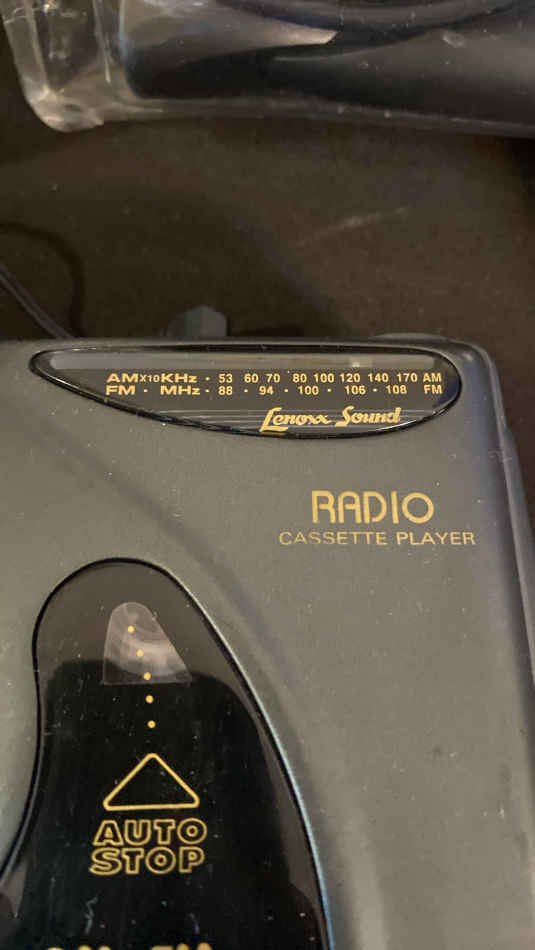 AM X10 KHz · 53 60 70 80 100 120 140 170 AM
FM · MHz · 88 · 94 · 100 · 106 · 108 FM
Lenoxx Sound
RADIO
CASSETTE PLAYER
AUTO
STOP